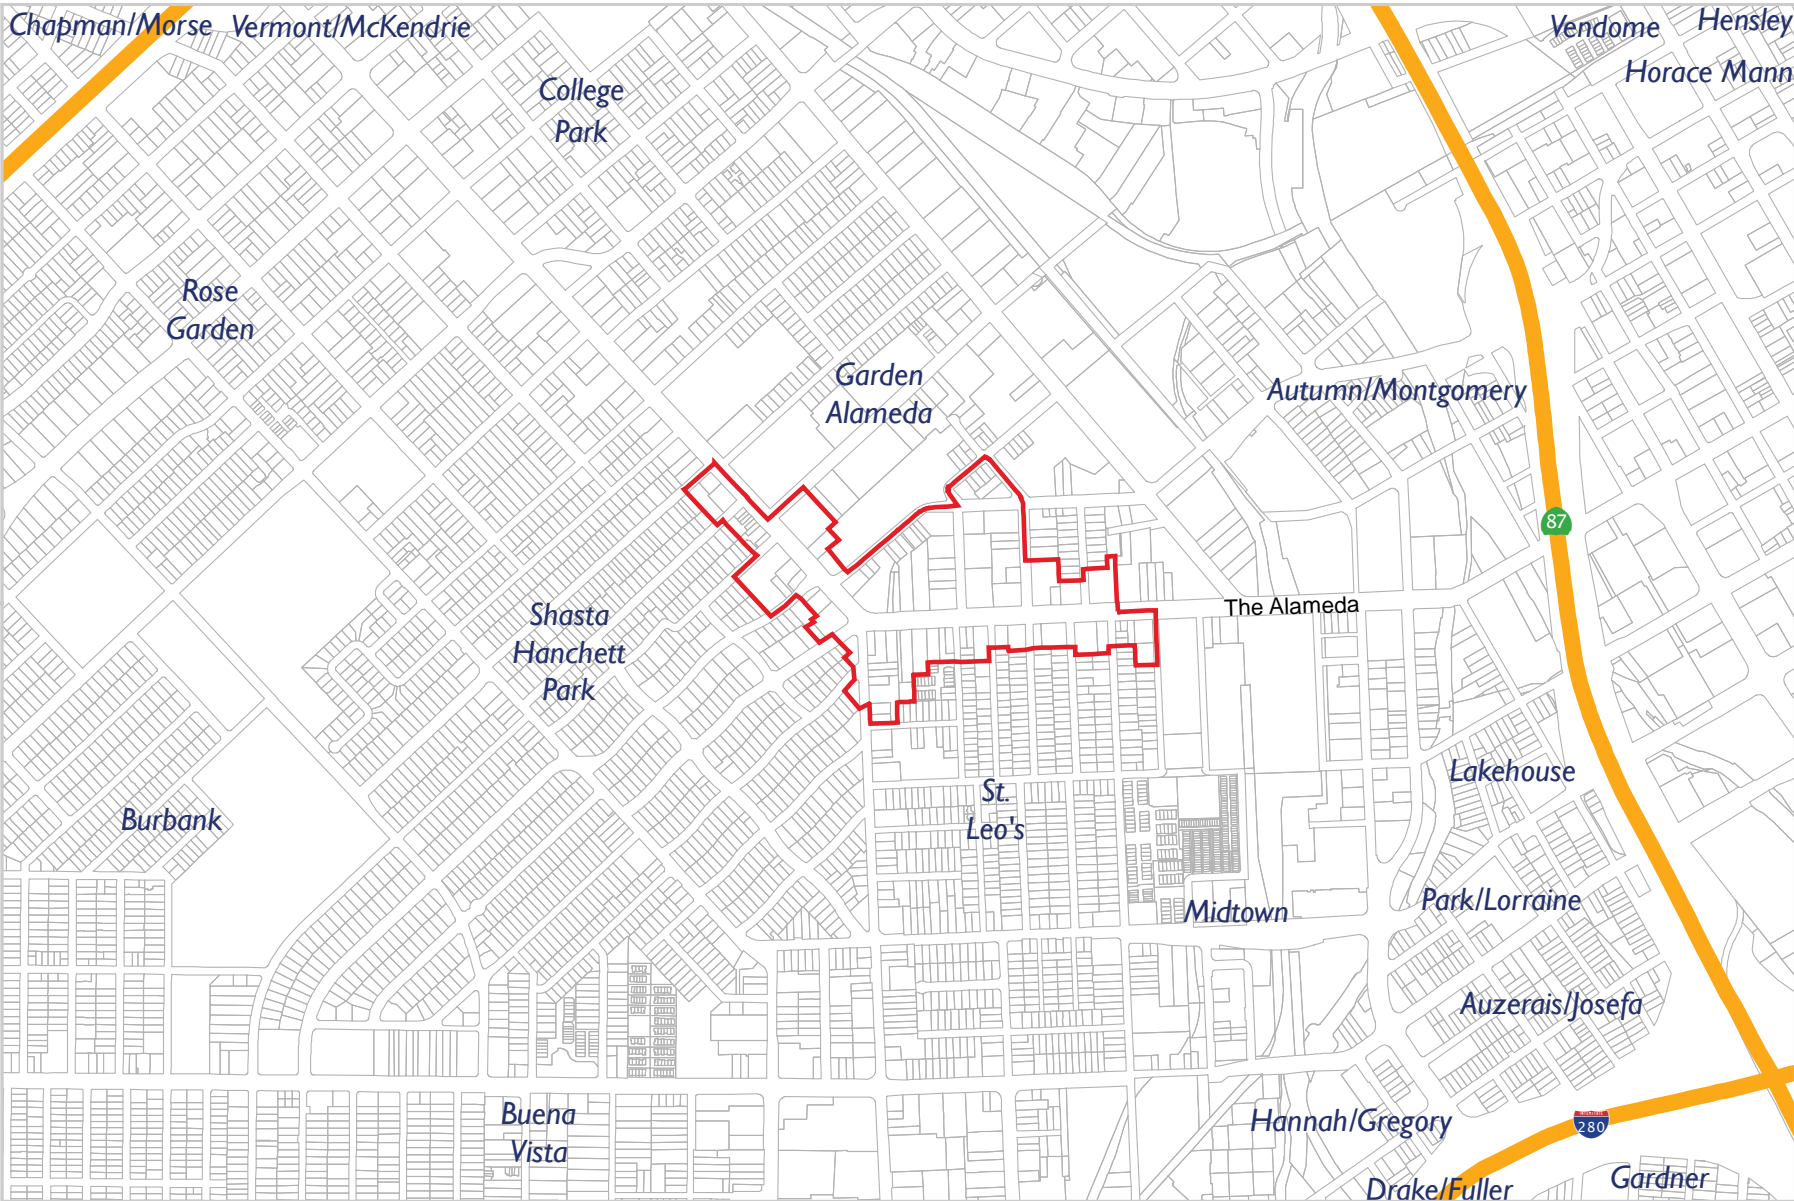 Chapman/Morse
Vermont/McKendrie
Vendome
Hensley
Horace Mann
College
Park
Rose
Garden
Garden
Alameda
Autumn/Montgomery
87
The Alameda
Shasta
Hanchett
Park
St.
Leo's
Lakehouse
Burbank
Midtown
Park/Lorraine
Auzerais/Josefa
Buena
Vista
Hannah/Gregory
280
Drake/Fuller
Gardner